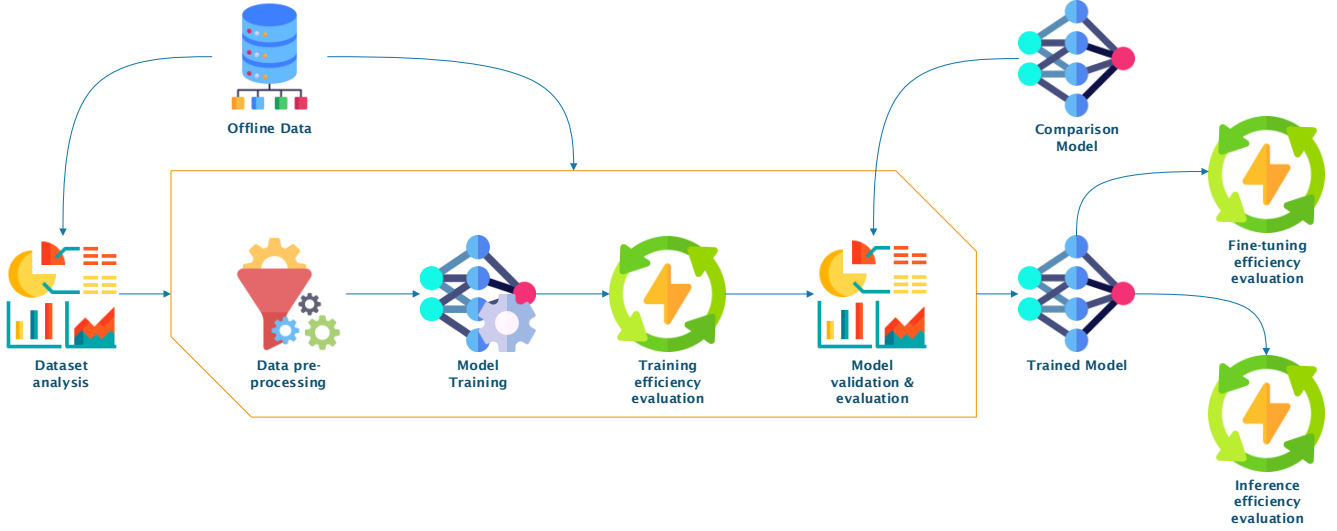 Offline Data
Comparison
Model
Fine-tuning
efficiency
evaluation
Dataset
analysis
Data pre-
processing
Model
Training
Training
efficiency
evaluation
Model
validation &
evaluation
Trained Model
Inference
efficiency
evaluation